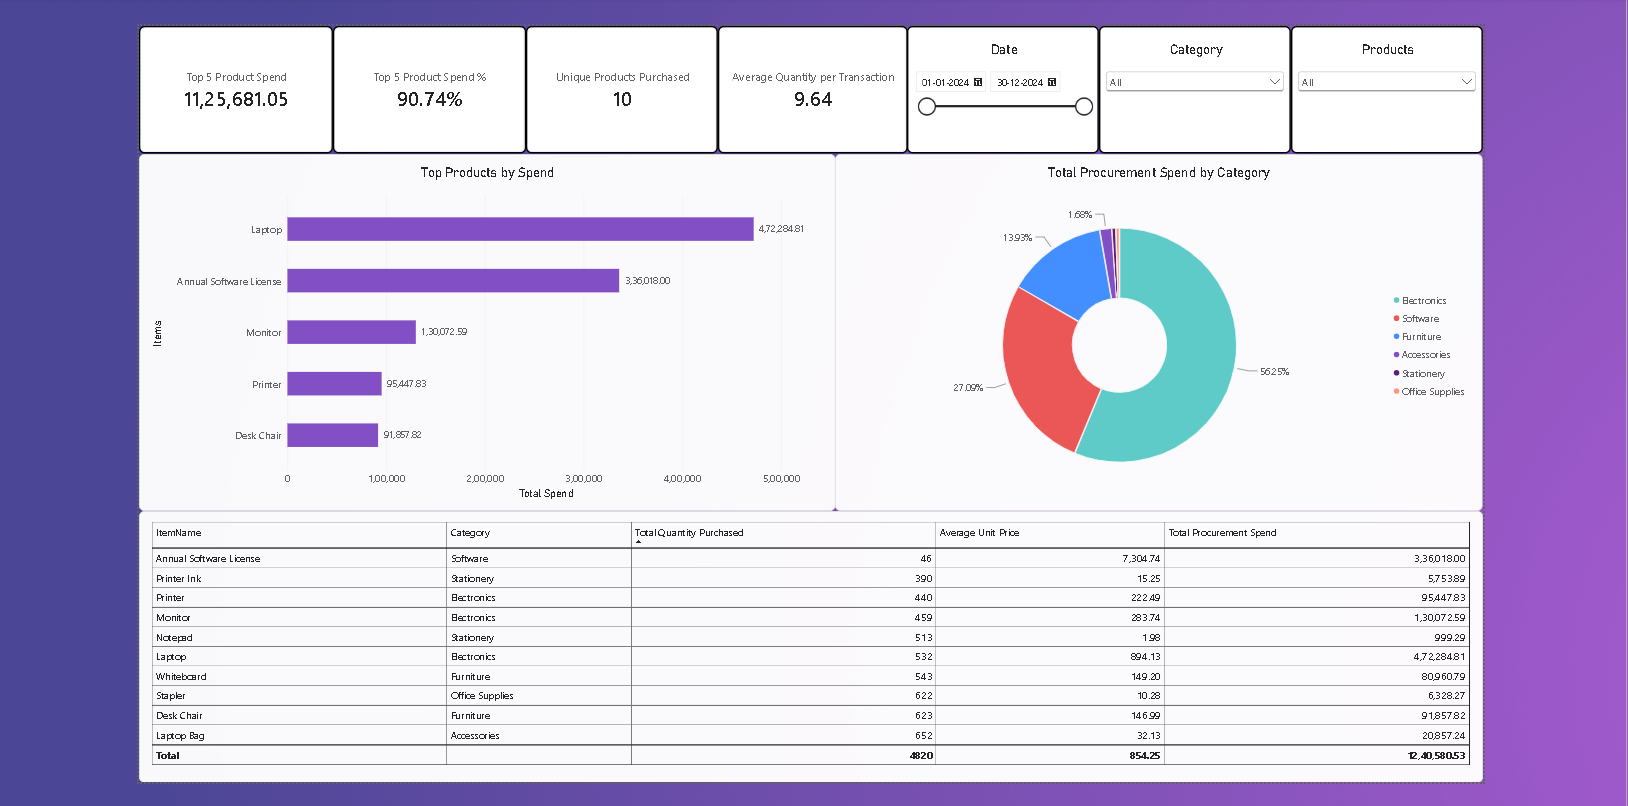 Top 5 Product Spend
11,25,681.05
Top 5 Product Spend %
90.74%
Unique Products Purchased
10
Average Quantity per Transaction
9.64
Date
01-01-2024 30-12-2024
Category
All
Products
All
Top Products by Spend
Items
Laptop 4,72,284.81
Annual Software License 3,36,018.00
Monitor 1,30,072.59
Printer 95,447.83
Desk Chair 91,857.82
0 1,00,000 2,00,000 3,00,000 4,00,000 5,00,000
Total Spend
Total Procurement Spend by Category
1.68%
13.93%
27.09%
56.25%
Electronics
Software
Furniture
Accessories
Stationery
Office Supplies
ItemName Category Total Quantity Purchased Average Unit Price Total Procurement Spend
Annual Software License Software 46 7,304.74 3,36,018.00
Printer Ink Stationery 390 15.25 5,753.89
Printer Electronics 440 222.49 95,447.83
Monitor Electronics 459 283.74 1,30,072.59
Notepad Stationery 513 1.98 999.29
Laptop Electronics 532 894.13 4,72,284.81
Whiteboard Furniture 543 149.20 80,960.79
Stapler Office Supplies 622 10.28 6,328.27
Desk Chair Furniture 623 146.99 91,857.82
Laptop Bag Accessories 652 32.13 20,857.24
Total 4820 854.25 12,40,580.53